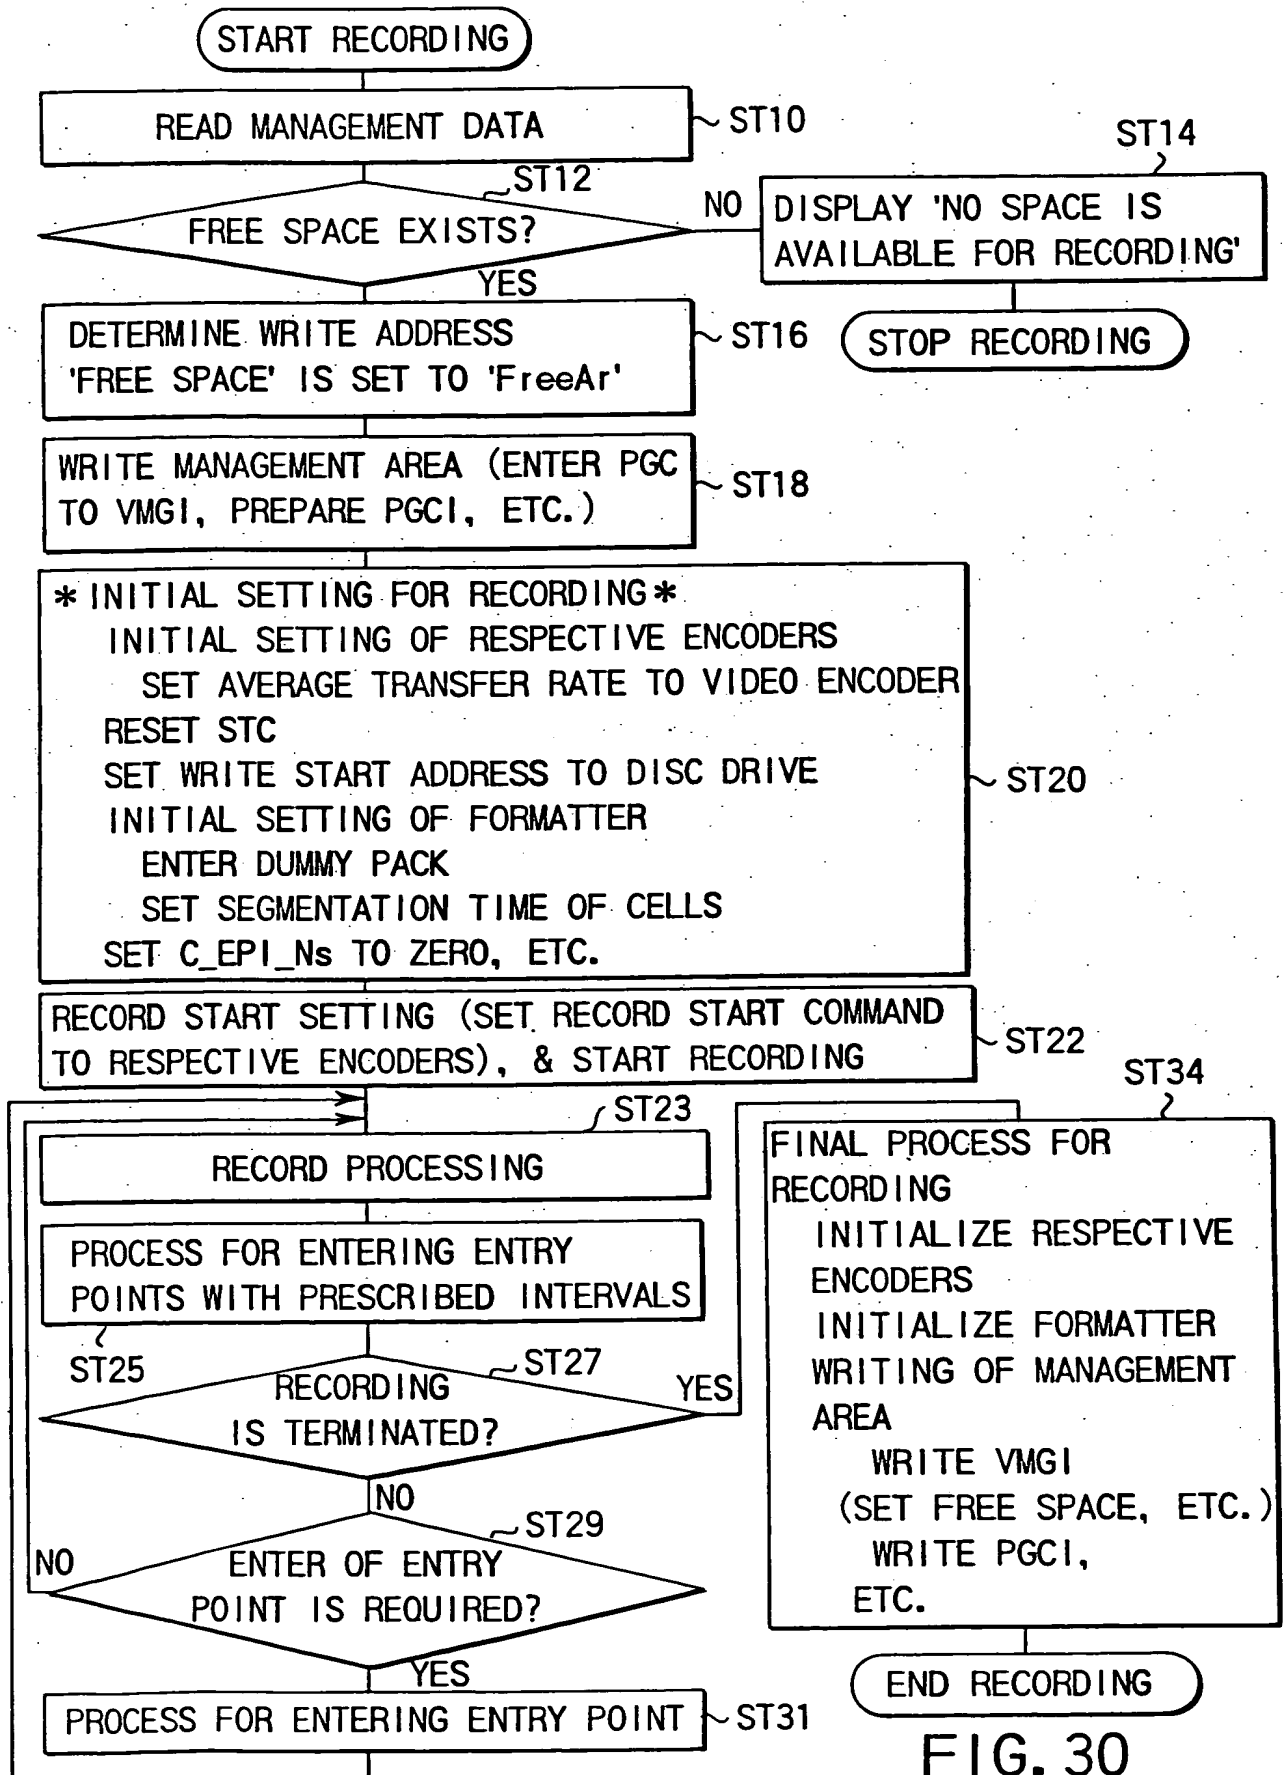 START RECORDING
READ MANAGEMENT DATA
ST10
ST12
FREE SPACE EXISTS?
NO
YES
ST14
DISPLAY 'NO SPACE IS
AVAILABLE FOR RECORDING'
STOP RECORDING
DETERMINE WRITE ADDRESS
'FREE SPACE' IS SET TO 'FreeAr'
ST16
WRITE MANAGEMENT AREA (ENTER PGC
TO VMGI, PREPARE PGCI, ETC.)
ST18
* INITIAL SETTING FOR RECORDING *
INITIAL SETTING OF RESPECTIVE ENCODERS
SET AVERAGE TRANSFER RATE TO VIDEO ENCODER
RESET STC
SET WRITE START ADDRESS TO DISC DRIVE
INITIAL SETTING OF FORMATTER
ENTER DUMMY PACK
SET SEGMENTATION TIME OF CELLS
SET C_EPI_Ns TO ZERO, ETC.
ST20
RECORD START SETTING (SET RECORD START COMMAND
TO RESPECTIVE ENCODERS), & START RECORDING
ST22
ST23
RECORD PROCESSING
PROCESS FOR ENTERING ENTRY
POINTS WITH PRESCRIBED INTERVALS
ST25
ST27
RECORDING
IS TERMINATED?
YES
NO
ST29
ENTER OF ENTRY
POINT IS REQUIRED?
NO
YES
PROCESS FOR ENTERING ENTRY POINT
ST31
ST34
FINAL PROCESS FOR
RECORDING
INITIALIZE RESPECTIVE
ENCODERS
INITIALIZE FORMATTER
WRITING OF MANAGEMENT
AREA
WRITE VMGI
(SET FREE SPACE, ETC.)
WRITE PGCI,
ETC.
END RECORDING
FIG. 30